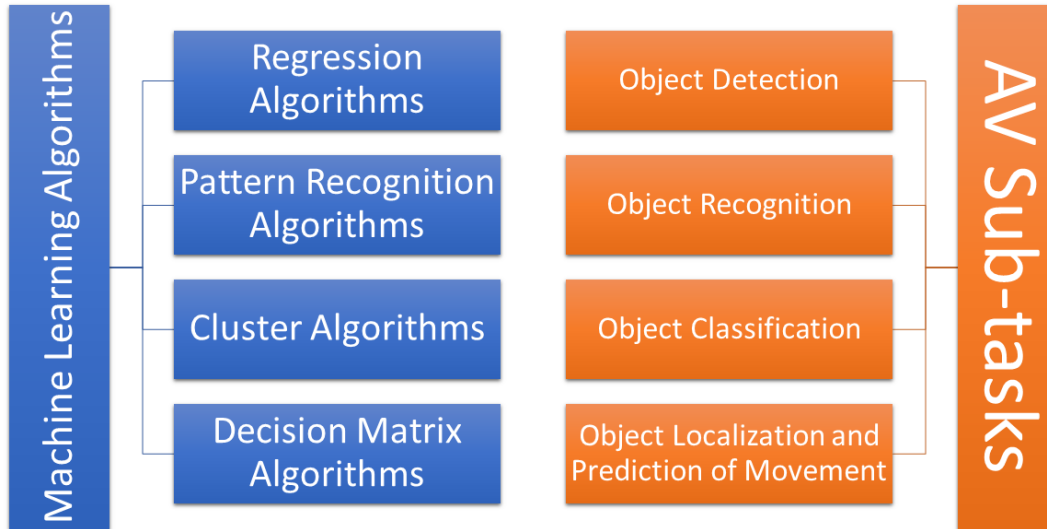 Machine Learning Algorithms
Regression
Algorithms
Pattern Recognition
Algorithms
Cluster Algorithms
Decision Matrix
Algorithms
Object Detection
Object Recognition
Object Classification
Object Localization and
Prediction of Movement
AV Sub-tasks